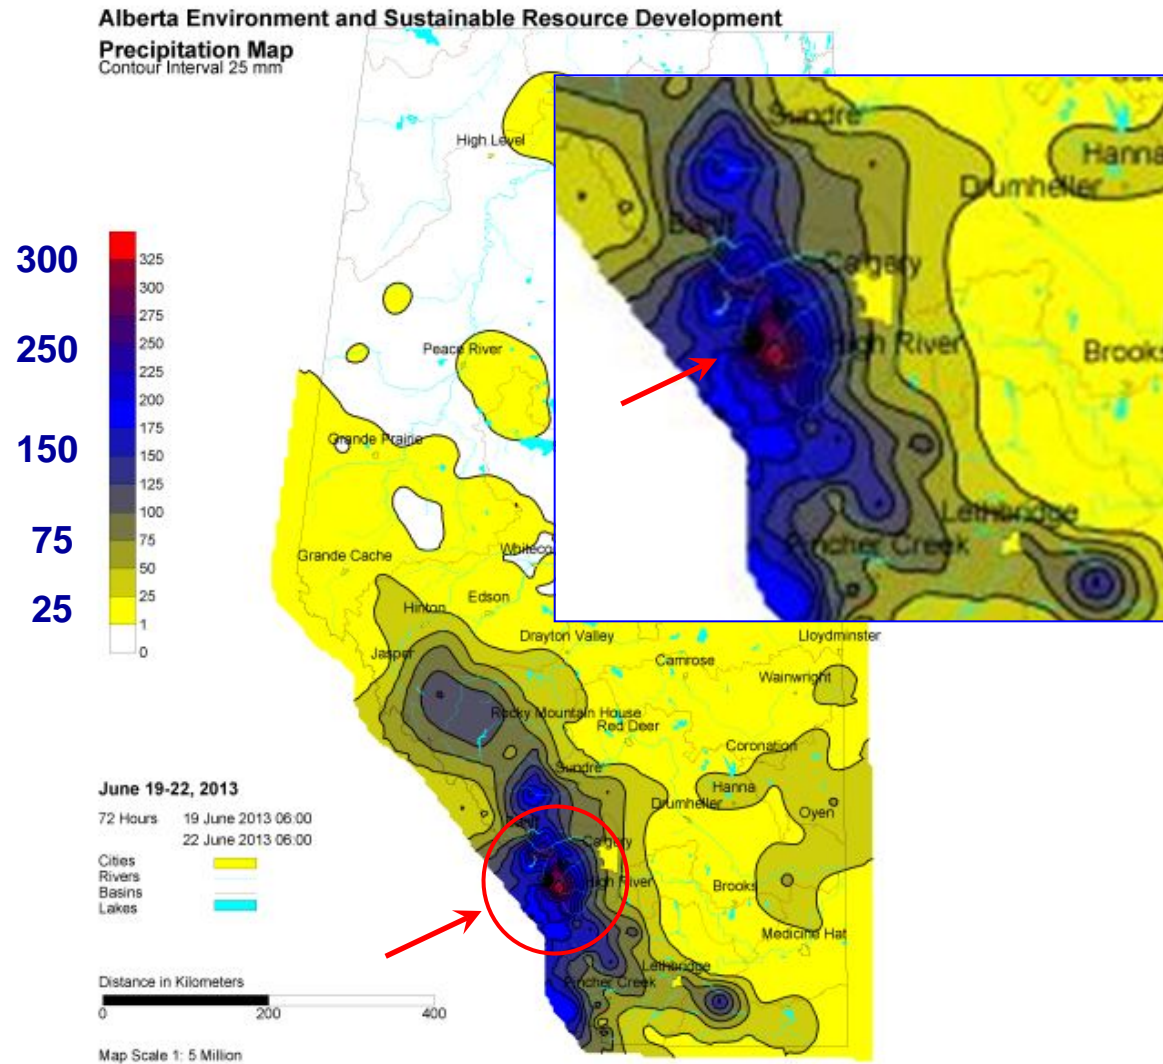 Alberta Environment and Sustainable Resource Development
Precipitation Map
Contour Interval 25 mm
High Level
Sundre
Hanna
Drumheller
Banff
Calgary
High River
Brooks
Lethbridge
Pincher Creek
300
250
150
75
25
325
300
275
250
225
200
175
150
125
100
75
50
25
1
0
Peace River
Grande Prairie
Whiteco
Grande Cache
Edson
Hinton
Drayton Valley
Lloydminster
Jasper
Camrose
Wainwright
Rocky Mountain House
Red Deer
Coronation
Sundre
Hanna
Drumheller
Oyen
Banff
Calgary
High River
Brooks
Medicine Hat
Lethbridge
Pincher Creek
June 19-22, 2013
72 Hours 19 June 2013 06:00
22 June 2013 06:00
Cities
Rivers
Basins
Lakes
Distance in Kilometers
0 200 400
Map Scale 1: 5 Million